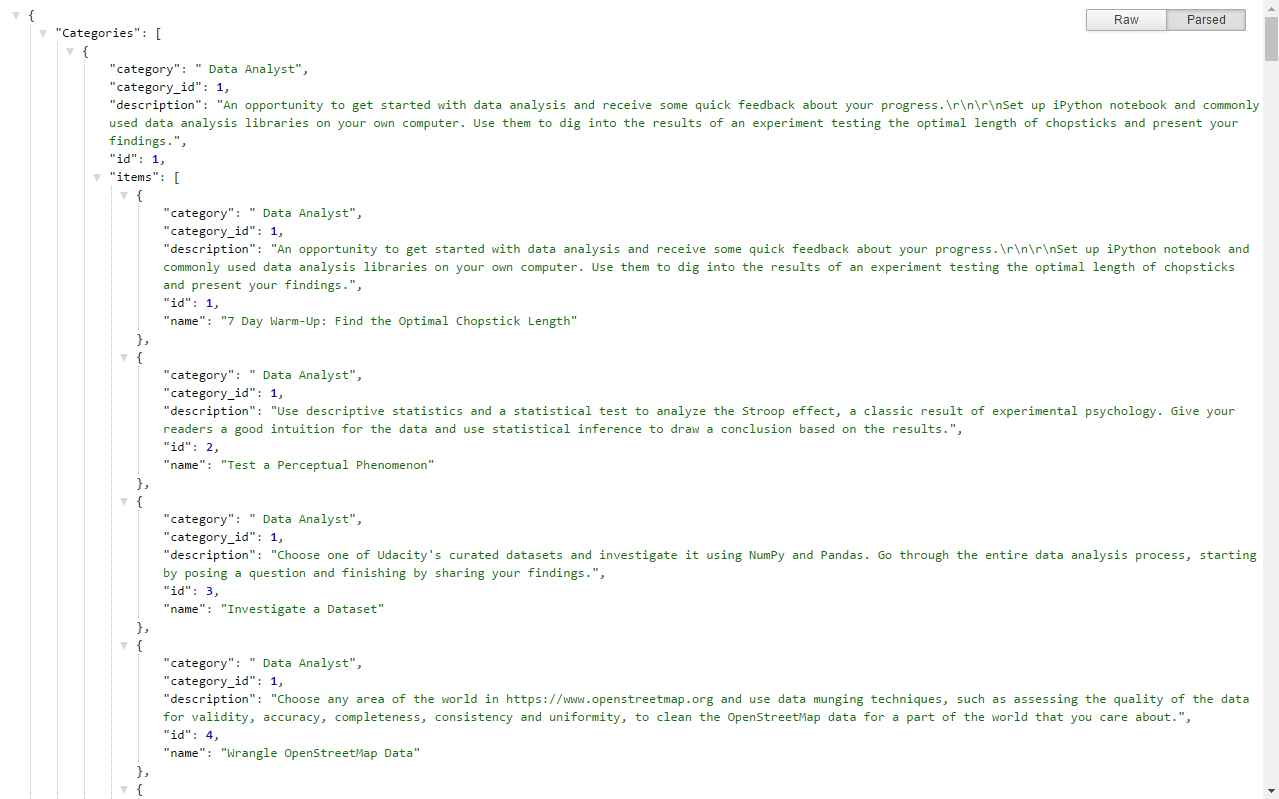 {
Raw Parsed
"Categories": [
{
"category": " Data Analyst",
"category_id": 1,
"description": "An opportunity to get started with data analysis and receive some quick feedback about your progress.\r\n\r\nSet up iPython notebook and commonly
used data analysis libraries on your own computer. Use them to dig into the results of an experiment testing the optimal length of chopsticks and present your
findings.",
"id": 1,
"items": [
{
"category": " Data Analyst",
"category_id": 1,
"description": "An opportunity to get started with data analysis and receive some quick feedback about your progress.\r\n\r\nSet up iPython notebook and
commonly used data analysis libraries on your own computer. Use them to dig into the results of an experiment testing the optimal length of chopsticks
and present your findings.",
"id": 1,
"name": "7 Day Warm-Up: Find the Optimal Chopstick Length"
},
{
"category": " Data Analyst",
"category_id": 1,
"description": "Use descriptive statistics and a statistical test to analyze the Stroop effect, a classic result of experimental psychology. Give your
readers a good intuition for the data and use statistical inference to draw a conclusion based on the results.",
"id": 2,
"name": "Test a Perceptual Phenomenon"
},
{
"category": " Data Analyst",
"category_id": 1,
"description": "Choose one of Udacity's curated datasets and investigate it using NumPy and Pandas. Go through the entire data analysis process, starting
by posing a question and finishing by sharing your findings.",
"id": 3,
"name": "Investigate a Dataset"
},
{
"category": " Data Analyst",
"category_id": 1,
"description": "Choose any area of the world in https://www.openstreetmap.org and use data munging techniques, such as assessing the quality of the data
for validity, accuracy, completeness, consistency and uniformity, to clean the OpenStreetMap data for a part of the world that you care about.",
"id": 4,
"name": "Wrangle OpenStreetMap Data"
},
{